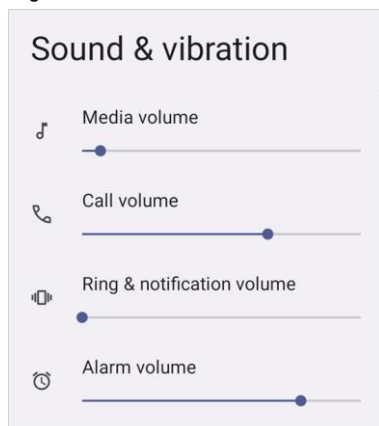 Sound & vibration
Media volume
Call volume
Ring & notification volume
Alarm volume